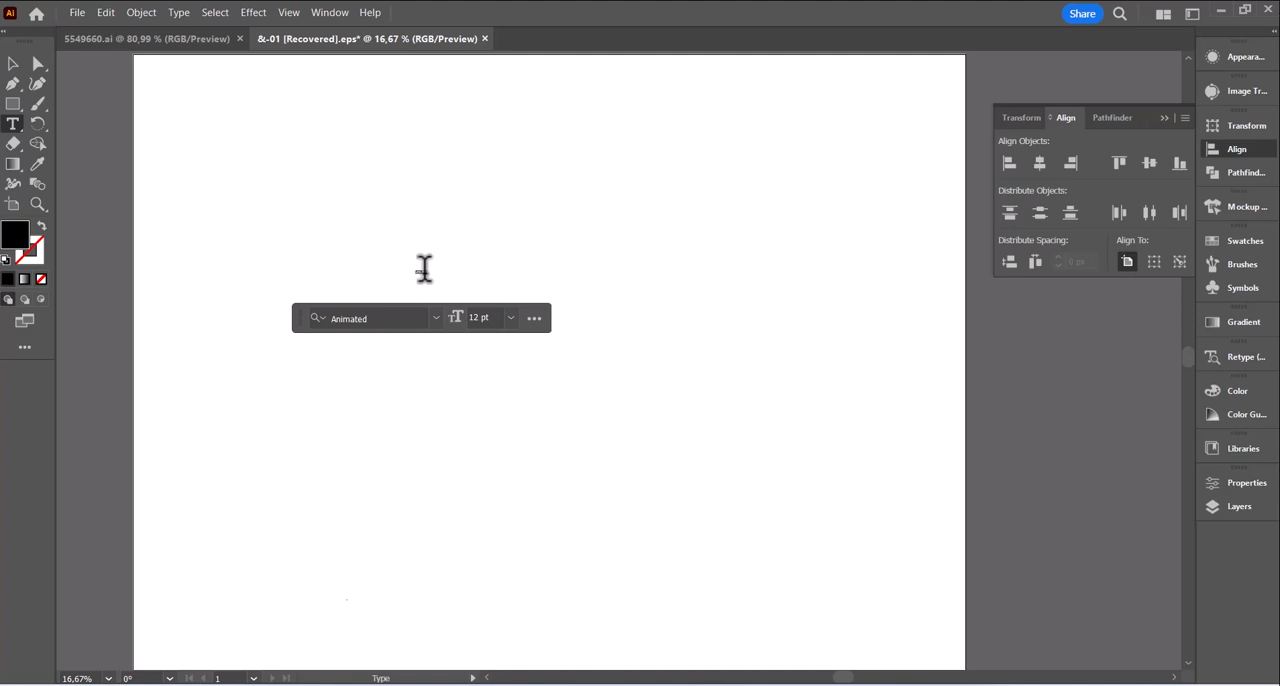 Ai File Edit Object Type Select Effect View Window Help Share
5549660.ai @ 80,99 % (RGB/Preview) × &-01 [Recovered].eps* @ 16,67 % (RGB/Preview) ×
Appeara...
Image Tr...
Transform Align Pathfinder
Transform
Align Objects:
Align
Pathfind...
Distribute Objects:
Mockup ...
Distribute Spacing: Align To:
Swatches
0 px
Brushes
Symbols
Animated 12 pt
Gradient
Retype (...
Color
Color Gu...
Libraries
Properties
Layers
16,67% 0° 1 Type